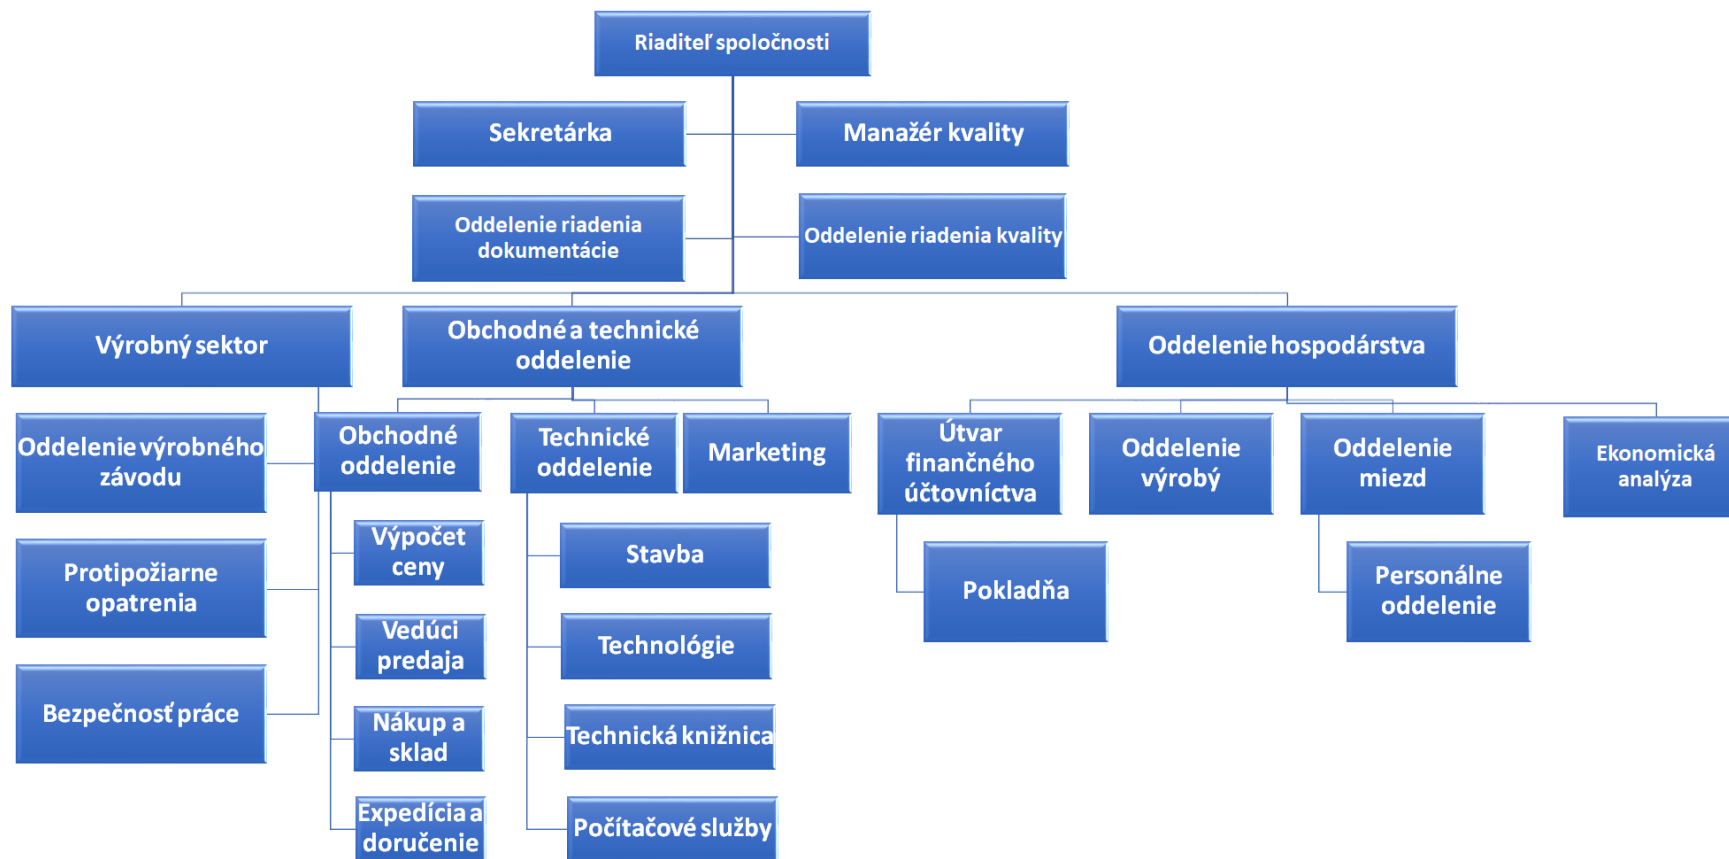 Riaditeľ spoločnosti
Sekretárka
Manažér kvality
Oddelenie riadenia
dokumentácie
Oddelenie riadenia kvality
Výrobný sektor
Obchodné a technické
oddelenie
Oddelenie hospodárstva
Oddelenie výrobného
závodu
Obchodné
oddelenie
Technické
oddelenie
Marketing
Útvar
finančného
účtovníctva
Oddelenie
výrobý
Oddelenie
miezd
Ekonomická
analýza
Protipožiarne
opatrenia
Výpočet
ceny
Stavba
Pokladňa
Personálne
oddelenie
Bezpečnosť práce
Vedúci
predaja
Technológie
Nákup a
sklad
Technická knižnica
Expedícia a
doručenie
Počítačové služby